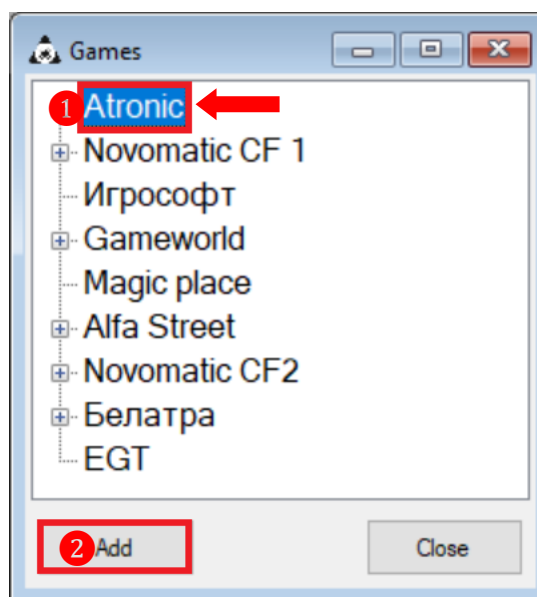 Games
1 Atronic
Novomatic CF 1
Игрософт
Gameworld
Magic place
Alfa Street
Novomatic CF2
Белатра
EGT
2 Add
Close